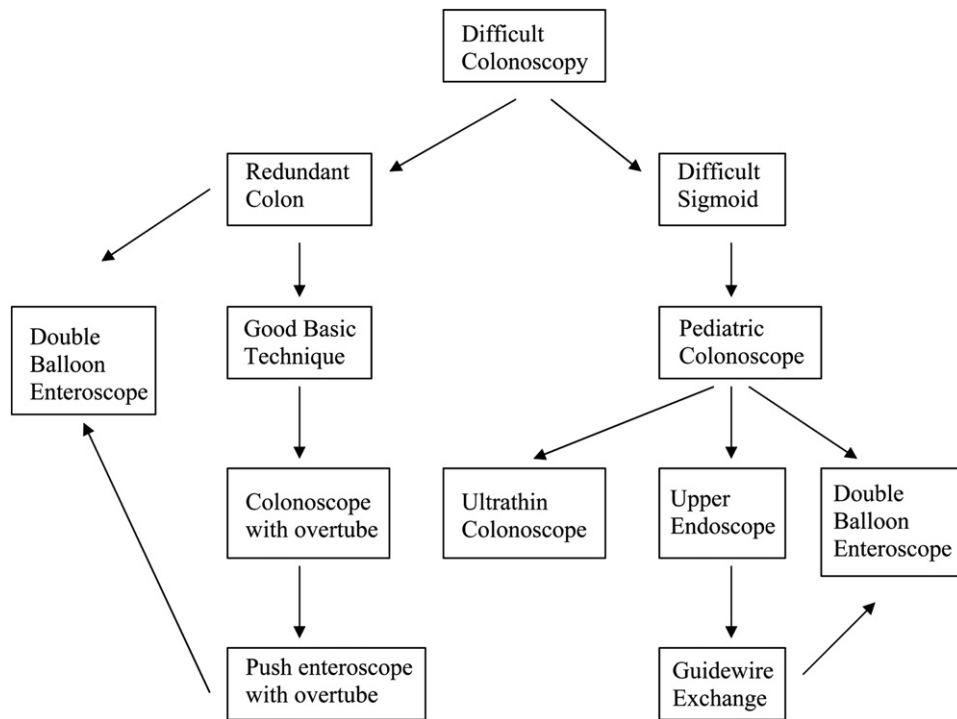 Difficult
Colonoscopy
Redundant
Colon
Difficult
Sigmoid
Double
Balloon
Enteroscope
Good Basic
Technique
Pediatric
Colonoscope
Colonoscope
with overtube
Ultrathin
Colonoscope
Upper
Endoscope
Double
Balloon
Enteroscope
Push enteroscope
with overtube
Guidewire
Exchange